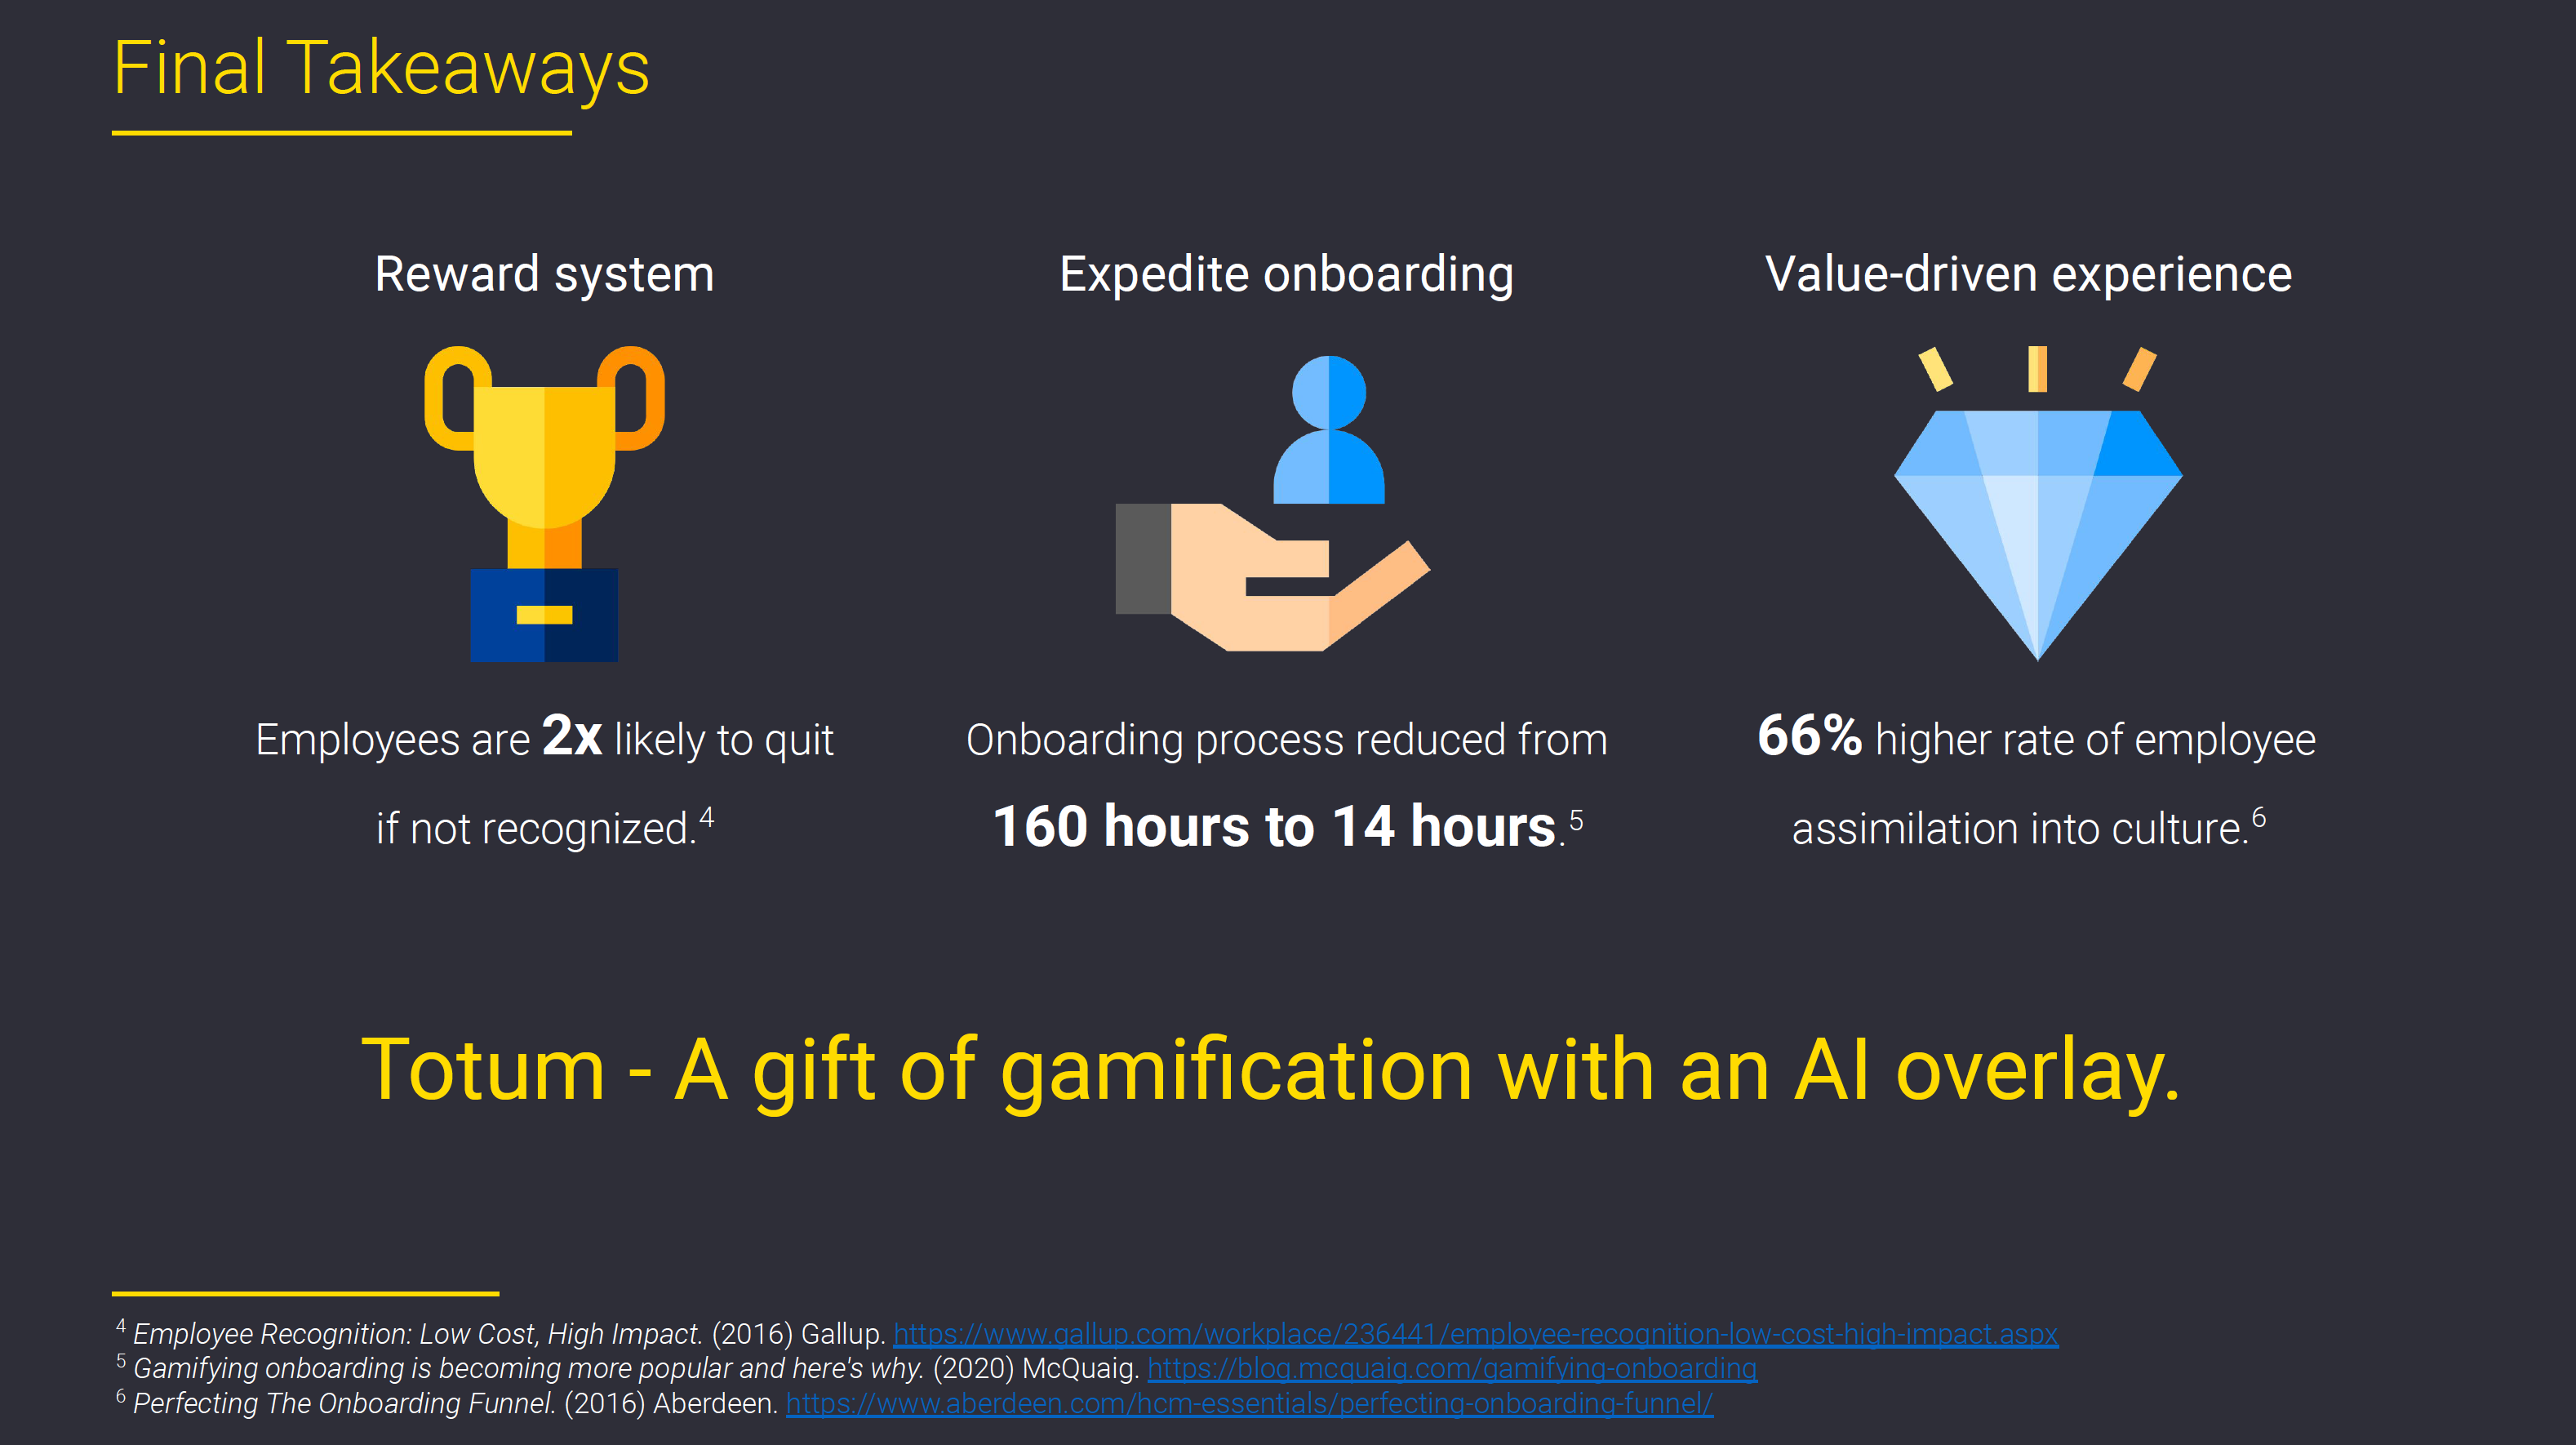 Final Takeaways
Reward system
Employees are 2x likely to quit
if not recognized.4
Expedite onboarding
Onboarding process reduced from
160 hours to 14 hours.5
Value-driven experience
66% higher rate of employee
assimilation into culture.6
Totum - A gift of gamification with an AI overlay.
4 Employee Recognition: Low Cost, High Impact. (2016) Gallup. https://www.gallup.com/workplace/236441/employee-recognition-low-cost-high-impact.aspx
5 Gamifying onboarding is becoming more popular and here's why. (2020) McQuaig. https://blog.mcquaig.com/gamifying-onboarding
6 Perfecting The Onboarding Funnel. (2016) Aberdeen. https://www.aberdeen.com/hcm-essentials/perfecting-onboarding-funnel/